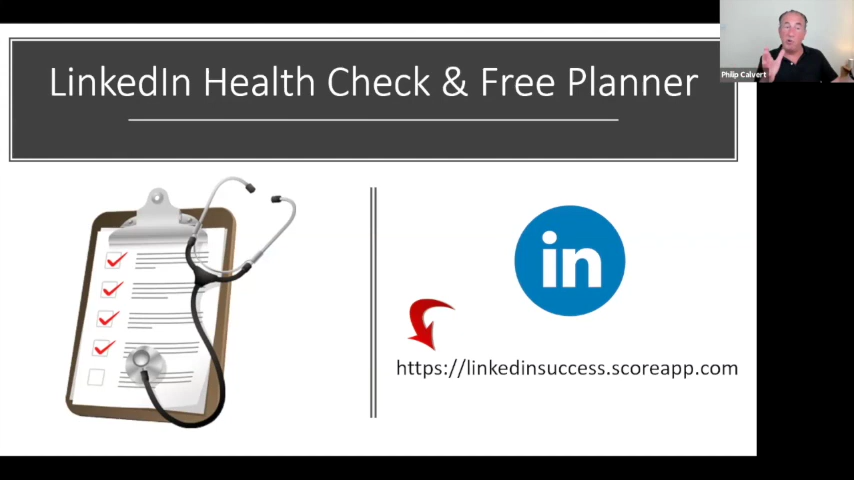 LinkedIn Health Check & Free Planner
Philip Calvert
in
https://linkedinsuccess.scoreapp.com